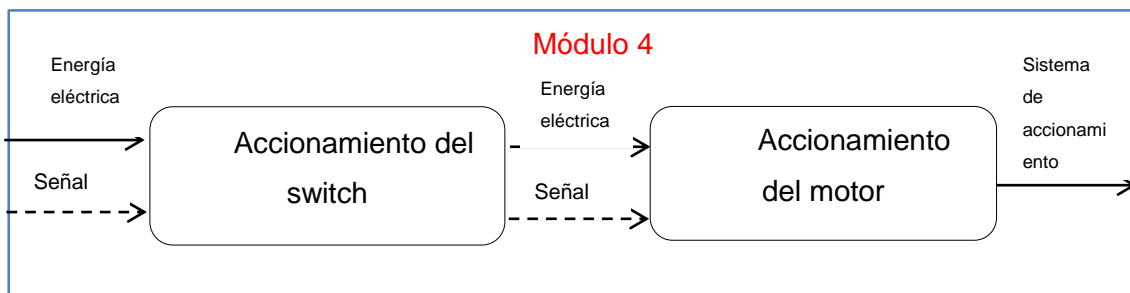 Módulo 4
Energía
eléctrica
Señal
Accionamiento del
switch
Energía
eléctrica
Señal
Accionamiento
del motor
Sistema
de
accionami
ento